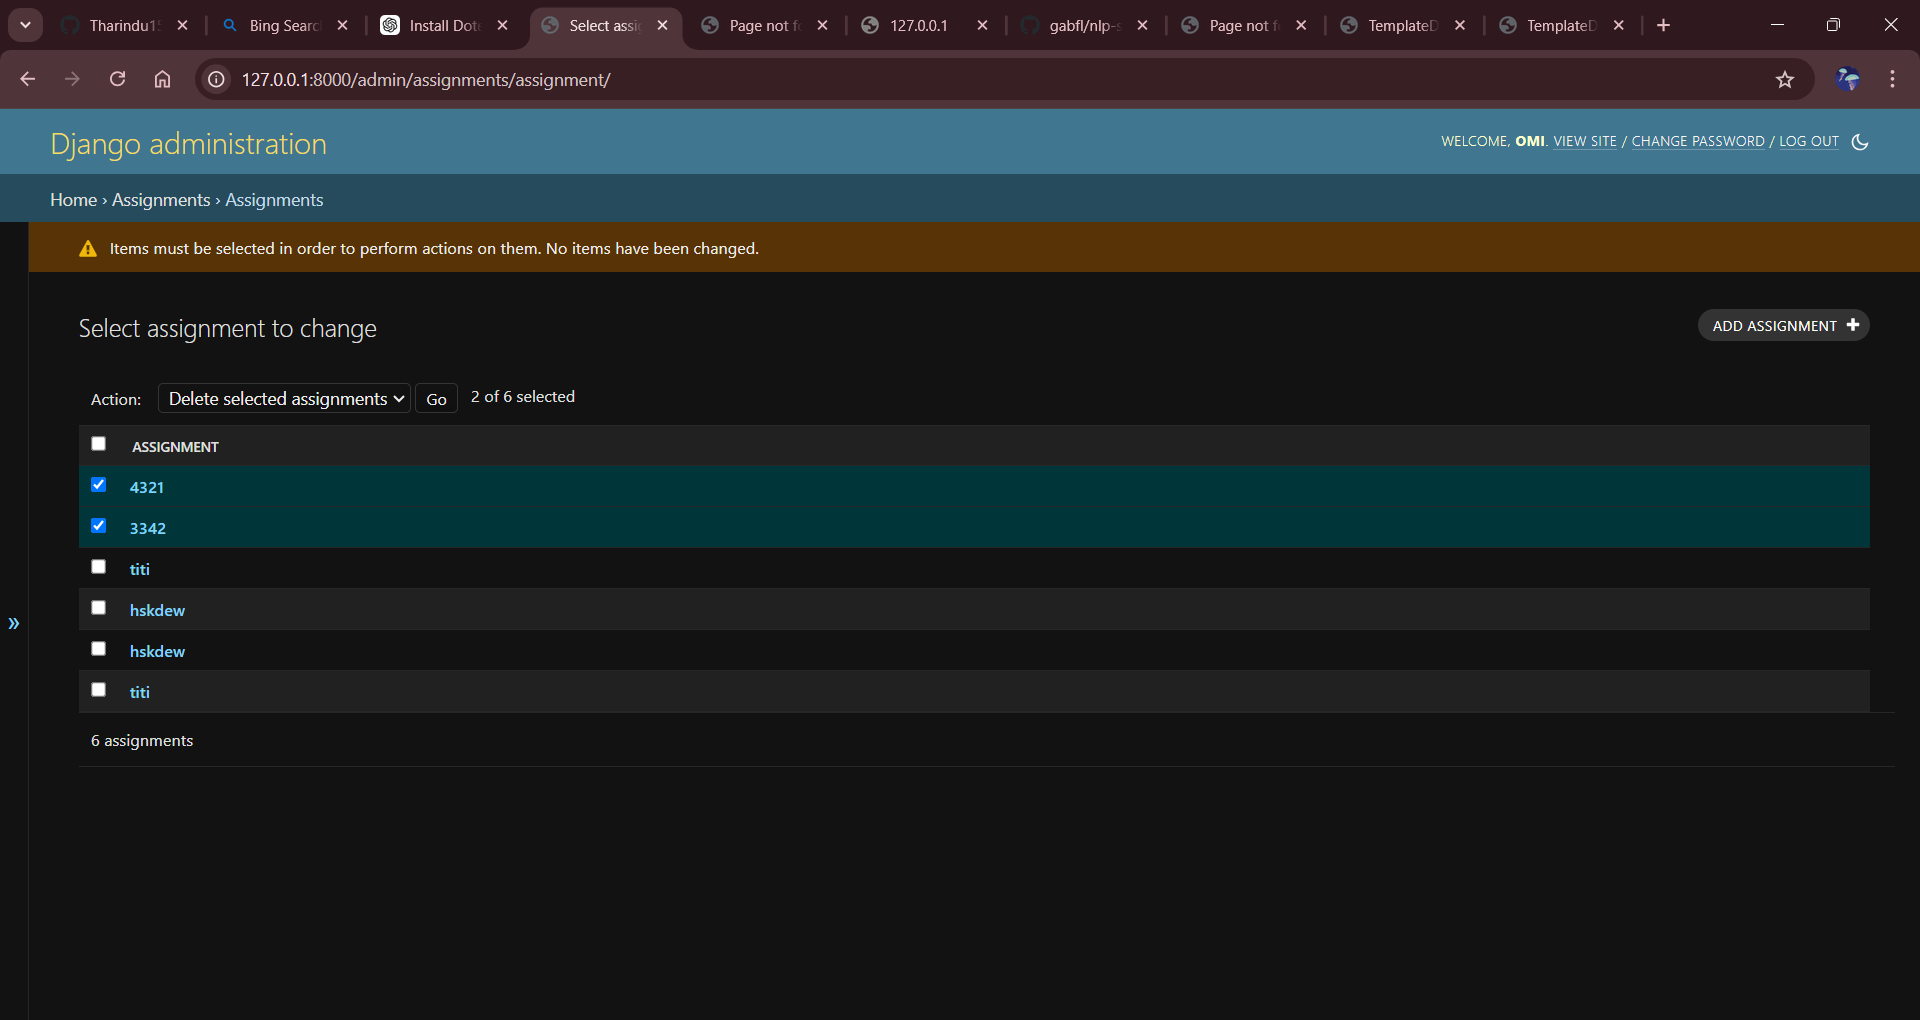 Tharindu1
Bing Searc
Install Dote
Select assig
Page not fo
127.0.0.1
gabfl/nlp-s
Page not f
TemplateD
TemplateD
127.0.0.1:8000/admin/assignments/assignment/
Django administration
WELCOME, OMI. VIEW SITE / CHANGE PASSWORD / LOG OUT
Home › Assignments › Assignments
Items must be selected in order to perform actions on them. No items have been changed.
Select assignment to change
ADD ASSIGNMENT
Action: Delete selected assignments Go 2 of 6 selected
ASSIGNMENT
4321
3342
titi
hskdew
hskdew
titi
6 assignments